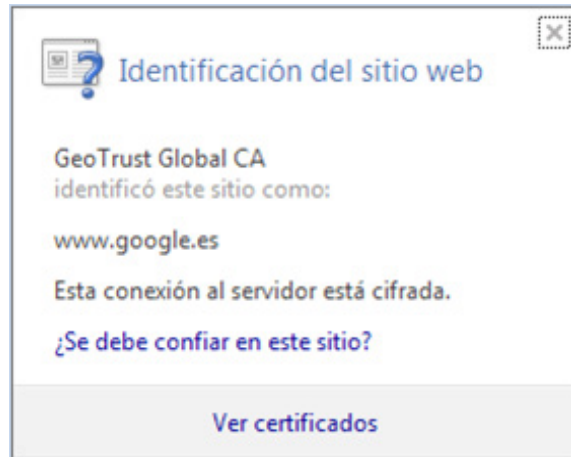 Identificación del sitio web
GeoTrust Global CA
identificó este sitio como:
www.google.es
Esta conexión al servidor está cifrada.
¿Se debe confiar en este sitio?
Ver certificados